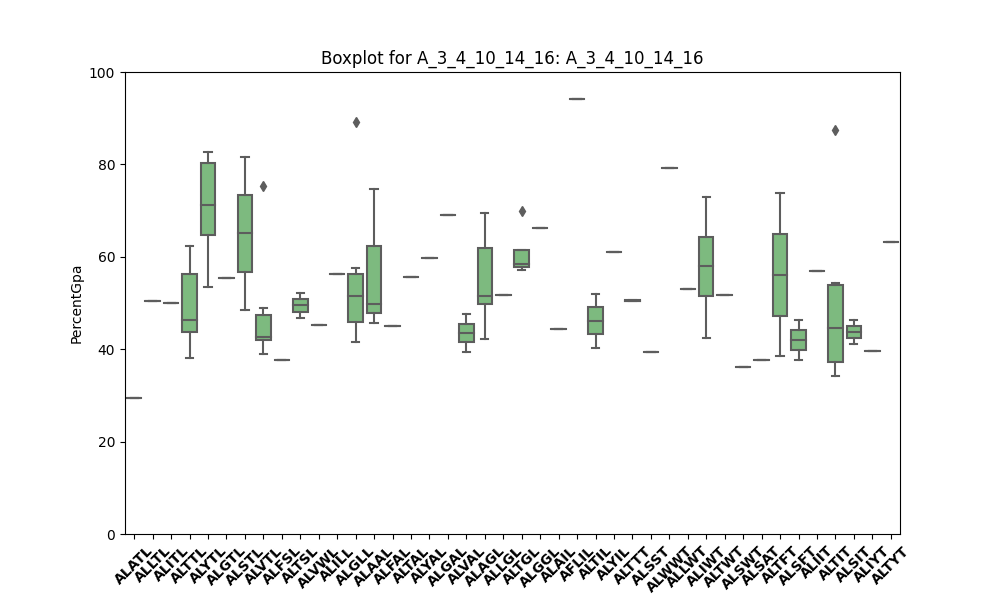 Boxplot for A_3_4_10_14_16: A_3_4_10_14_16
PercentGpa
100
80
60
40
20
0
ALATL
ALLTL
ALITL
ALTTL
ALYTL
ALGTL
ALSTL
ALVTL
ALFSL
ALTSL
ALVWL
ALILL
ALGLL
ALAAL
ALFAL
ALTAL
ALYAL
ALGAL
ALVAL
ALAGL
ALLGL
ALTGL
ALGGL
ALAIL
AFLIL
ALTIL
ALYIL
ALTTT
ALSST
ALWWT
ALLWT
ALIWT
ALTWT
ALSWT
ALSAT
ALTFT
ALSFT
ALIIT
ALTIT
ALSIT
ALIYT
ALTYT